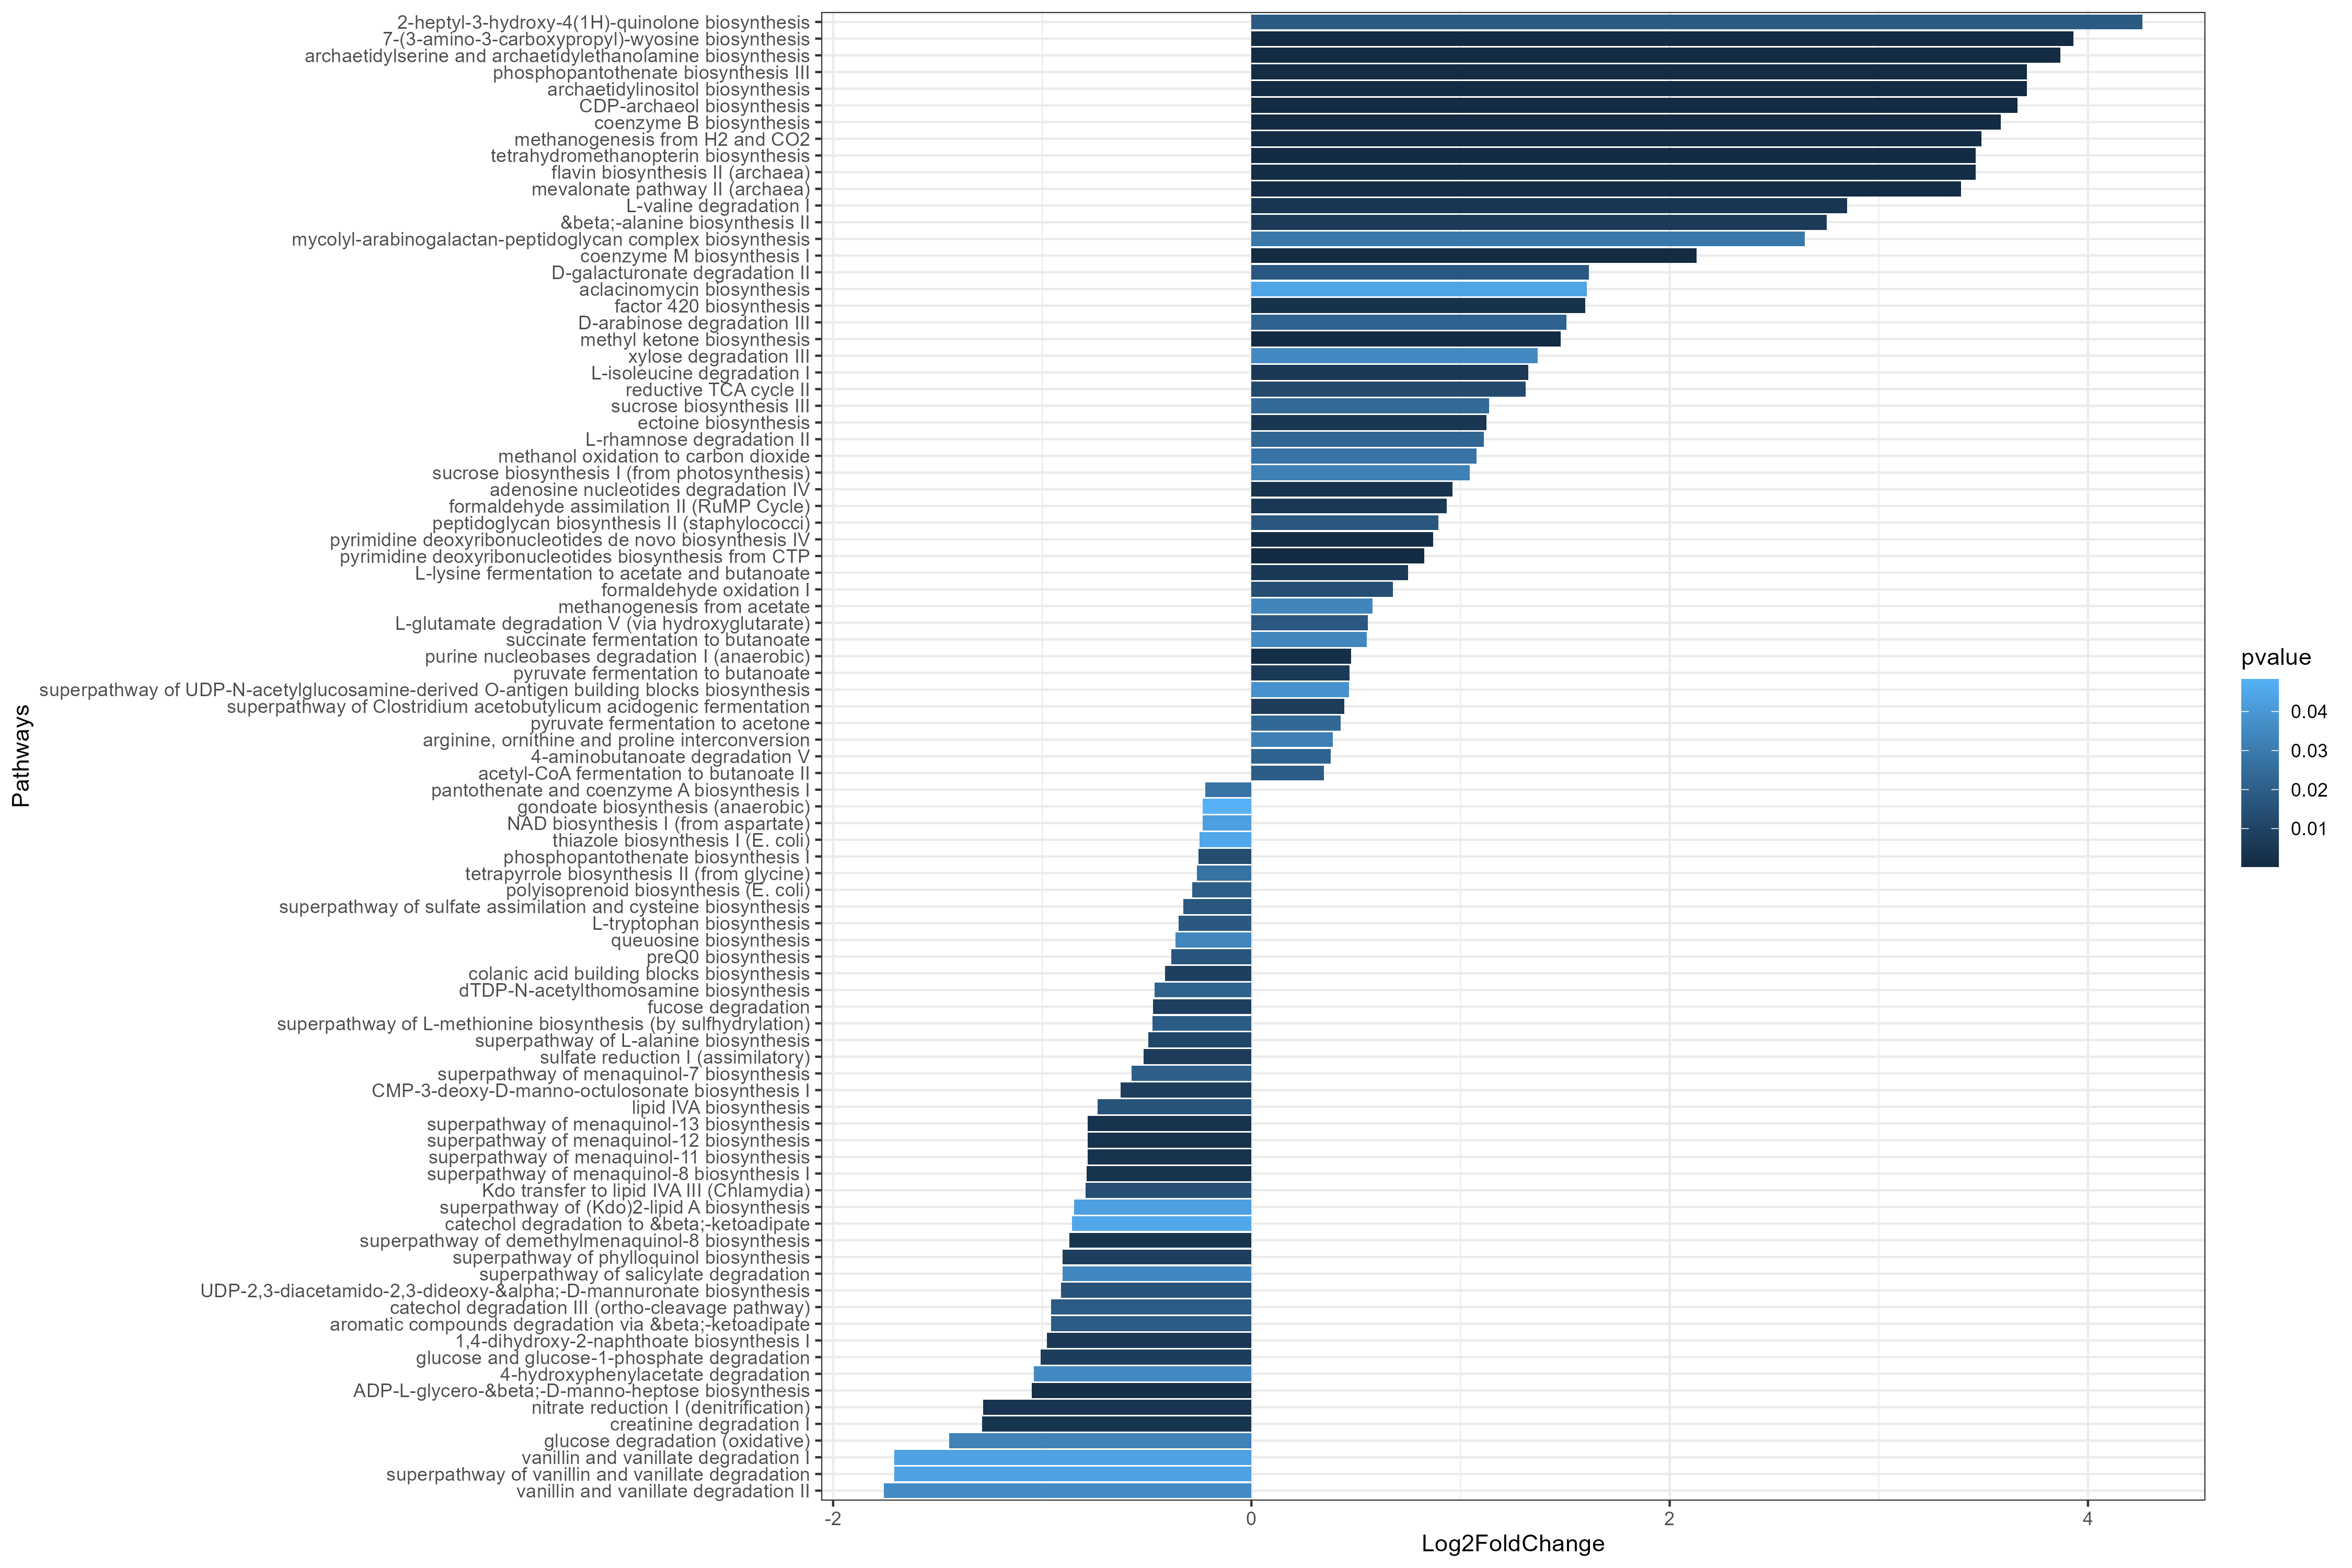 2-heptyl-3-hydroxy-4(1H)-quinolone biosynthesis
7-(3-amino-3-carboxypropyl)-wyosine biosynthesis
archaetidylserine and archaetidylethanolamine biosynthesis
phosphopantothenate biosynthesis III
archaetidylinositol biosynthesis
CDP-archaeol biosynthesis
coenzyme B biosynthesis
methanogenesis from H2 and CO2
tetrahydromethanopterin biosynthesis
flavin biosynthesis II (archaea)
mevalonate pathway II (archaea)
L-valine degradation I
&beta;-alanine biosynthesis II
mycolyl-arabinogalactan-peptidoglycan complex biosynthesis
coenzyme M biosynthesis I
D-galacturonate degradation II
aclacinomycin biosynthesis
factor 420 biosynthesis
D-arabinose degradation III
methyl ketone biosynthesis
xylose degradation III
L-isoleucine degradation I
reductive TCA cycle II
sucrose biosynthesis III
ectoine biosynthesis
L-rhamnose degradation II
methanol oxidation to carbon dioxide
sucrose biosynthesis I (from photosynthesis)
adenosine nucleotides degradation IV
formaldehyde assimilation II (RuMP Cycle)
peptidoglycan biosynthesis II (staphylococci)
pyrimidine deoxyribonucleotides de novo biosynthesis IV
pyrimidine deoxyribonucleotides biosynthesis from CTP
L-lysine fermentation to acetate and butanoate
formaldehyde oxidation I
methanogenesis from acetate
L-glutamate degradation V (via hydroxyglutarate)
succinate fermentation to butanoate
purine nucleobases degradation I (anaerobic)
pyruvate fermentation to butanoate
superpathway of UDP-N-acetylglucosamine-derived O-antigen building blocks biosynthesis
superpathway of Clostridium acetobutylicum acidogenic fermentation
pyruvate fermentation to acetone
arginine, ornithine and proline interconversion
4-aminobutanoate degradation V
acetyl-CoA fermentation to butanoate II
pantothenate and coenzyme A biosynthesis I
gondoate biosynthesis (anaerobic)
NAD biosynthesis I (from aspartate)
thiazole biosynthesis I (E. coli)
phosphopantothenate biosynthesis I
tetrapyrrole biosynthesis II (from glycine)
polyisoprenoid biosynthesis (E. coli)
superpathway of sulfate assimilation and cysteine biosynthesis
L-tryptophan biosynthesis
queuosine biosynthesis
preQ0 biosynthesis
colanic acid building blocks biosynthesis
dTDP-N-acetylthomosamine biosynthesis
fucose degradation
superpathway of L-methionine biosynthesis (by sulfhydrylation)
superpathway of L-alanine biosynthesis
sulfate reduction I (assimilatory)
superpathway of menaquinol-7 biosynthesis
CMP-3-deoxy-D-manno-octulosonate biosynthesis I
lipid IVA biosynthesis
superpathway of menaquinol-13 biosynthesis
superpathway of menaquinol-12 biosynthesis
superpathway of menaquinol-11 biosynthesis
superpathway of menaquinol-8 biosynthesis I
Kdo transfer to lipid IVA III (Chlamydia)
superpathway of (Kdo)2-lipid A biosynthesis
catechol degradation to &beta;-ketoadipate
superpathway of demethylmenaquinol-8 biosynthesis
superpathway of phylloquinol biosynthesis
superpathway of salicylate degradation
UDP-2,3-diacetamido-2,3-dideoxy-&alpha;-D-mannuronate biosynthesis
catechol degradation III (ortho-cleavage pathway)
aromatic compounds degradation via &beta;-ketoadipate
1,4-dihydroxy-2-naphthoate biosynthesis I
glucose and glucose-1-phosphate degradation
4-hydroxyphenylacetate degradation
ADP-L-glycero-&beta;-D-manno-heptose biosynthesis
nitrate reduction I (denitrification)
creatinine degradation I
glucose degradation (oxidative)
vanillin and vanillate degradation I
superpathway of vanillin and vanillate degradation
vanillin and vanillate degradation II
-2 0 2 4
Log2FoldChange
Pathways
pvalue
0.04
0.03
0.02
0.01